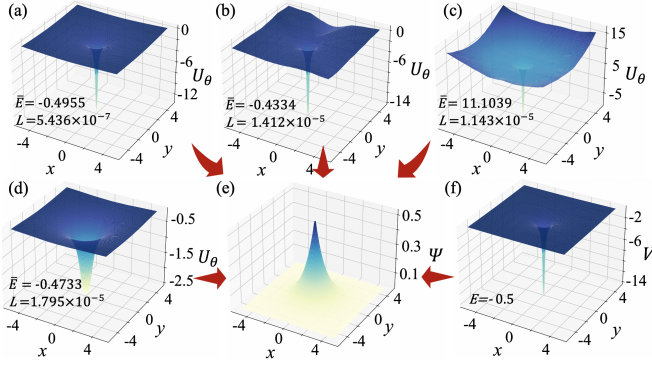 (a)
0
-6
-12
U_θ
Ē= -0.4955
L=5.436×10⁻⁷
-4
0
4
x
-4
0
4
y
(b)
0
-6
-14
U_θ
Ē= -0.4334
L= 1.412×10⁻⁵
-4
0
4
x
-4
0
4
y
(c)
15
5
-5
U_θ
Ē= 11.1039
L=1.143×10⁻⁵
-4
0
4
x
-4
0
4
y
(d)
-0.5
-1.5
-2.5
U_θ
Ē= -0.4733
L=1.795×10⁻⁵
-4
0
4
x
-4
0
4
y
(e)
0.5
0.3
0.1
Ψ
-4
0
4
x
-4
0
4
y
(f)
-2
-6
-14
V
E=- 0.5
-4
0
4
x
-4
0
4
y